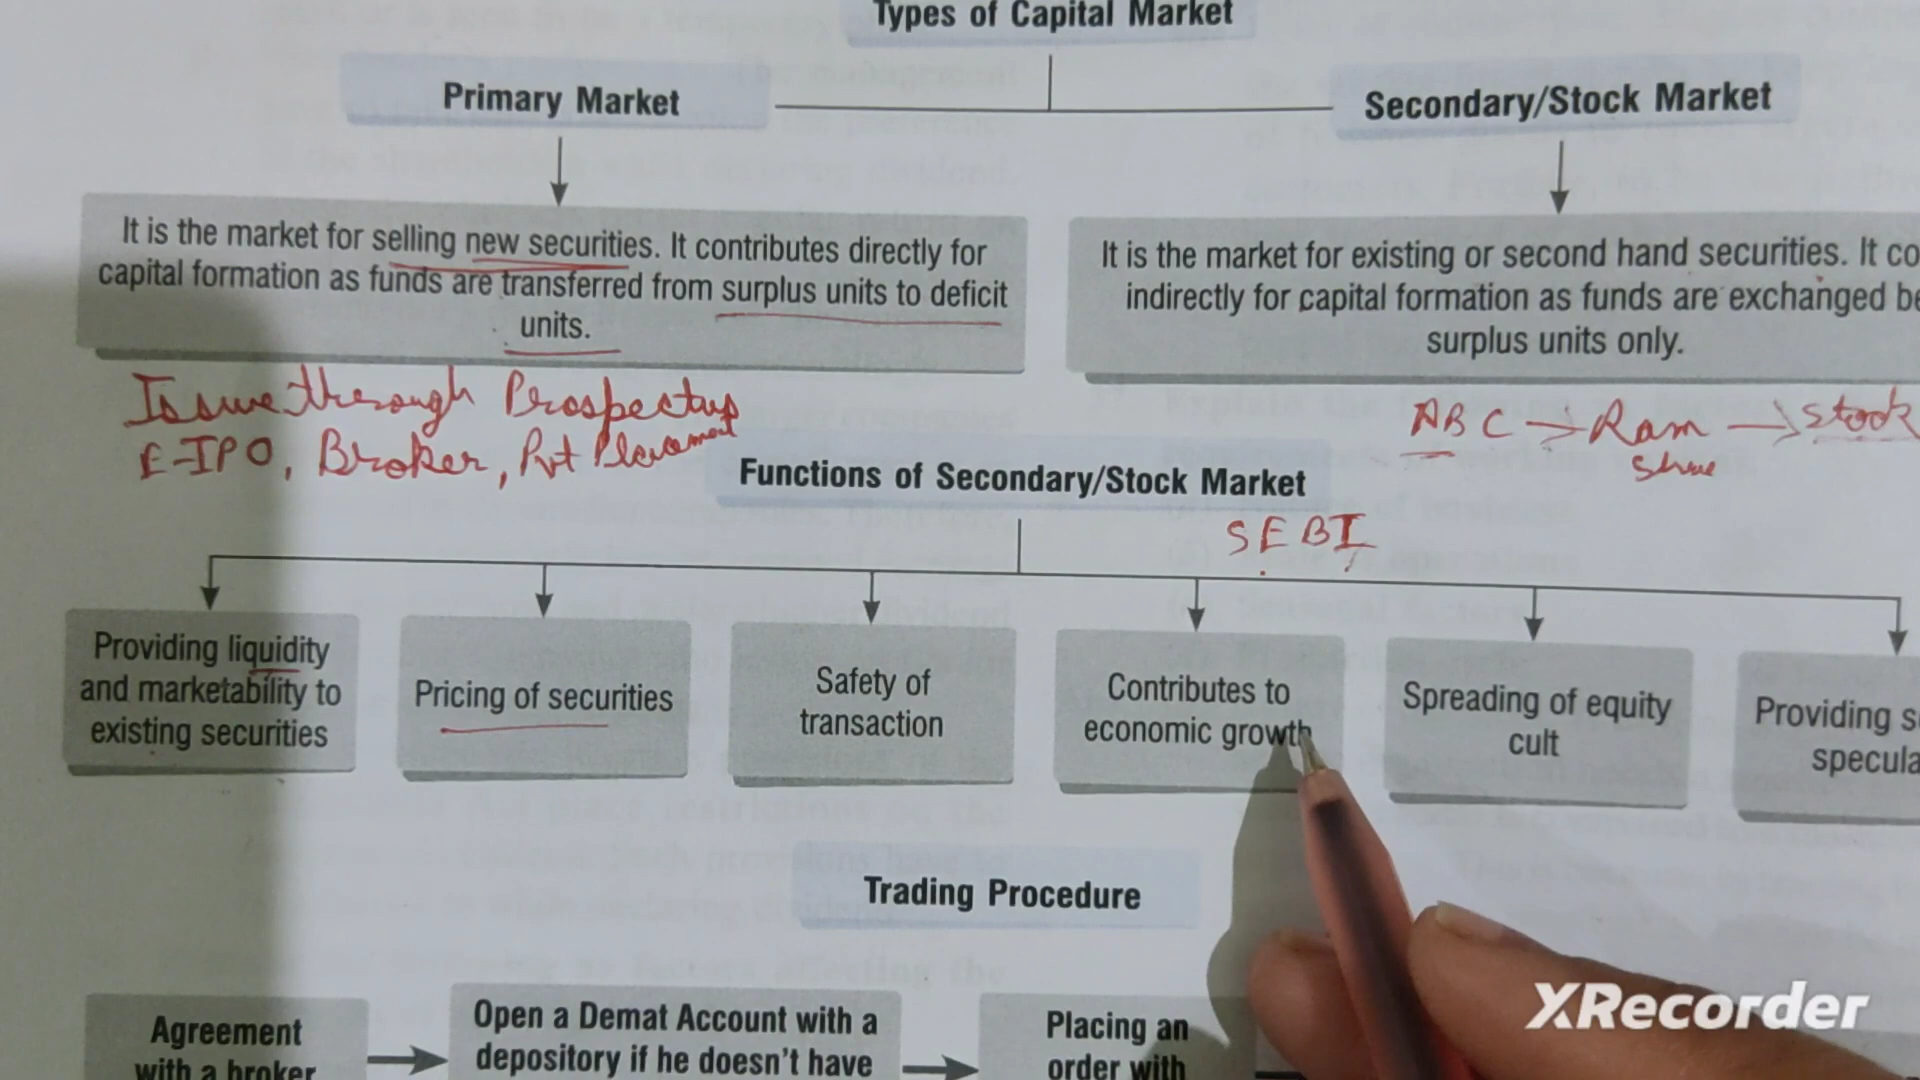 Types of Capital Market
Primary Market
Secondary/Stock Market
It is the market for selling new securities. It contributes directly for
capital formation as funds are transferred from surplus units to deficit
units.
It is the market for existing or second hand securities. It co
indirectly for capital formation as funds are exchanged be
surplus units only.
Issue through Prospectus
E-IPO, Broker, Pvt Placement
ABC → Ram → Stock
Share
Functions of Secondary/Stock Market
SEBI
Providing liquidity
and marketability to
existing securities
Pricing of securities
Safety of
transaction
Contributes to
economic growth
Spreading of equity
cult
Providing s
specula
Trading Procedure
Agreement
with a broker
Open a Demat Account with a
depository if he doesn't have
Placing an
order with
XRecorder